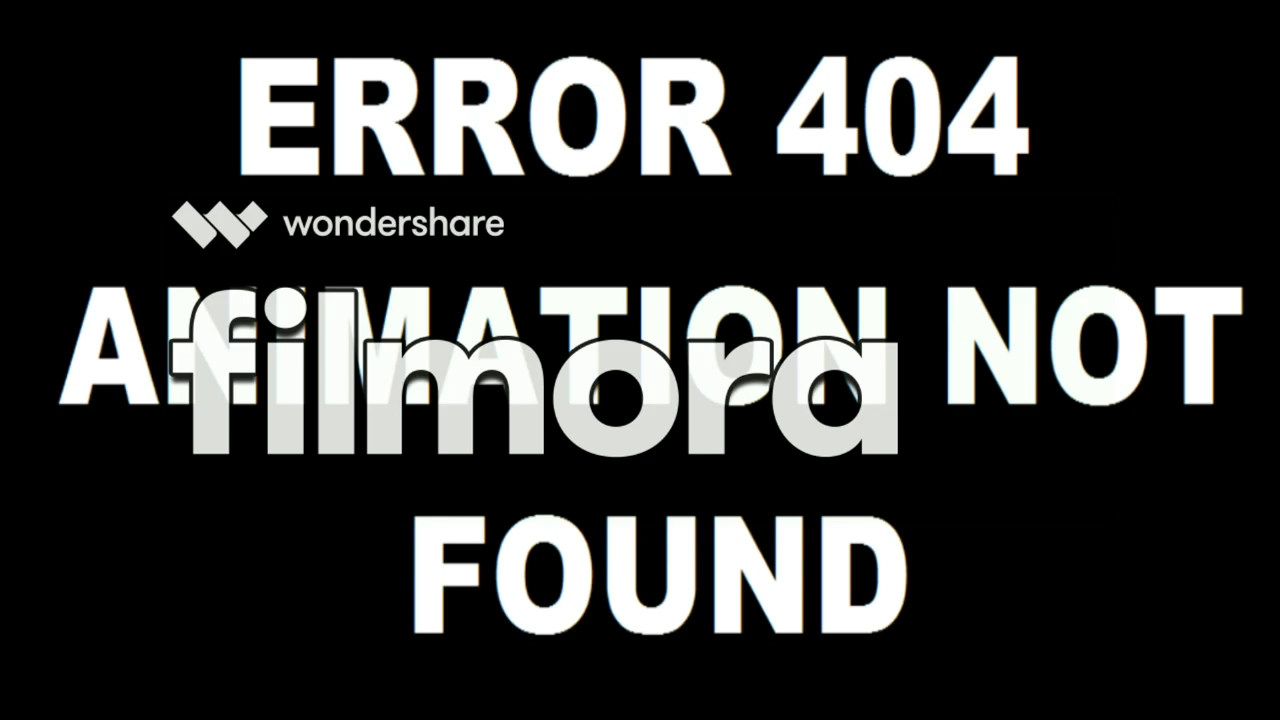 ERROR 404
wondershare
ANIMATION NOT
filmora
FOUND